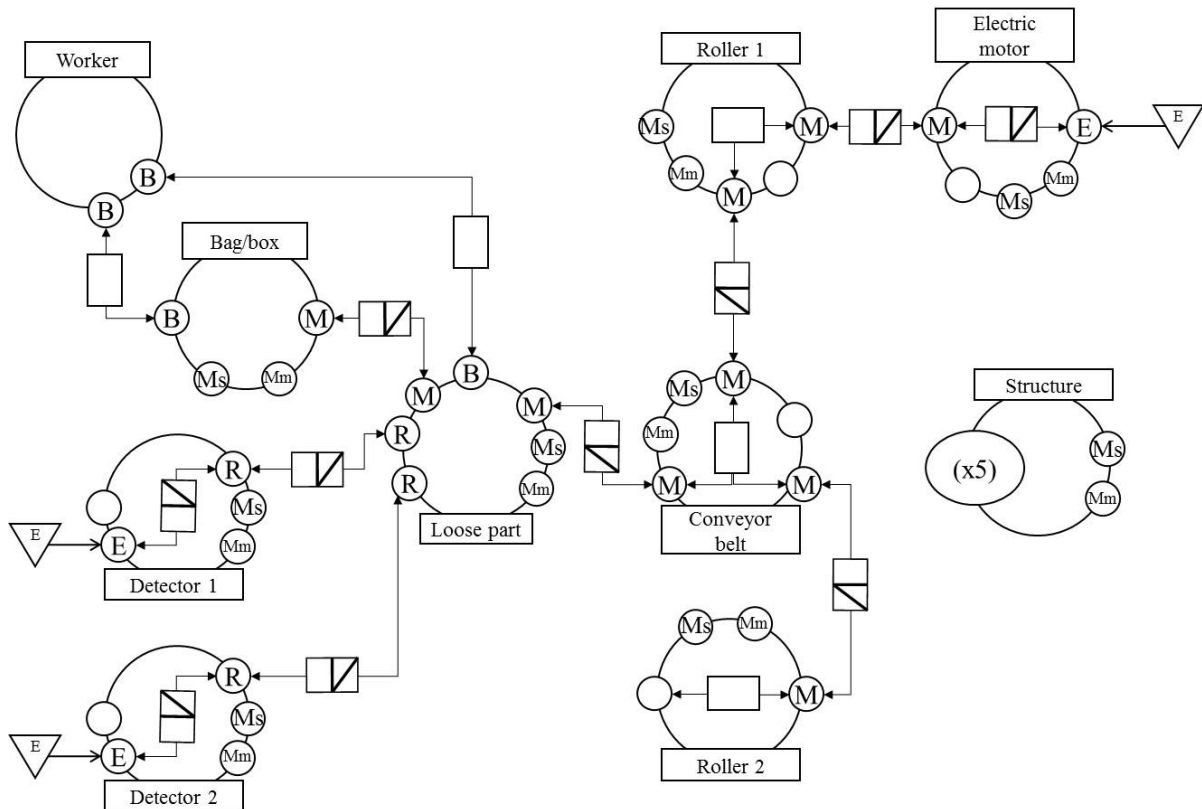 Worker
B
B
Bag/box
B
M
Ms
Mm
Roller 1
Ms
Mm
M
M
Electric
motor
M
E
Ms
Mm
E
B
M
R
R
M
Ms
Mm
Loose part
Ms
Mm
M
M
M
Conveyor
belt
Structure
(x5)
Ms
Mm
R
Ms
Mm
E
E
Detector 1
R
Ms
Mm
E
E
Detector 2
Ms
Mm
M
Roller 2